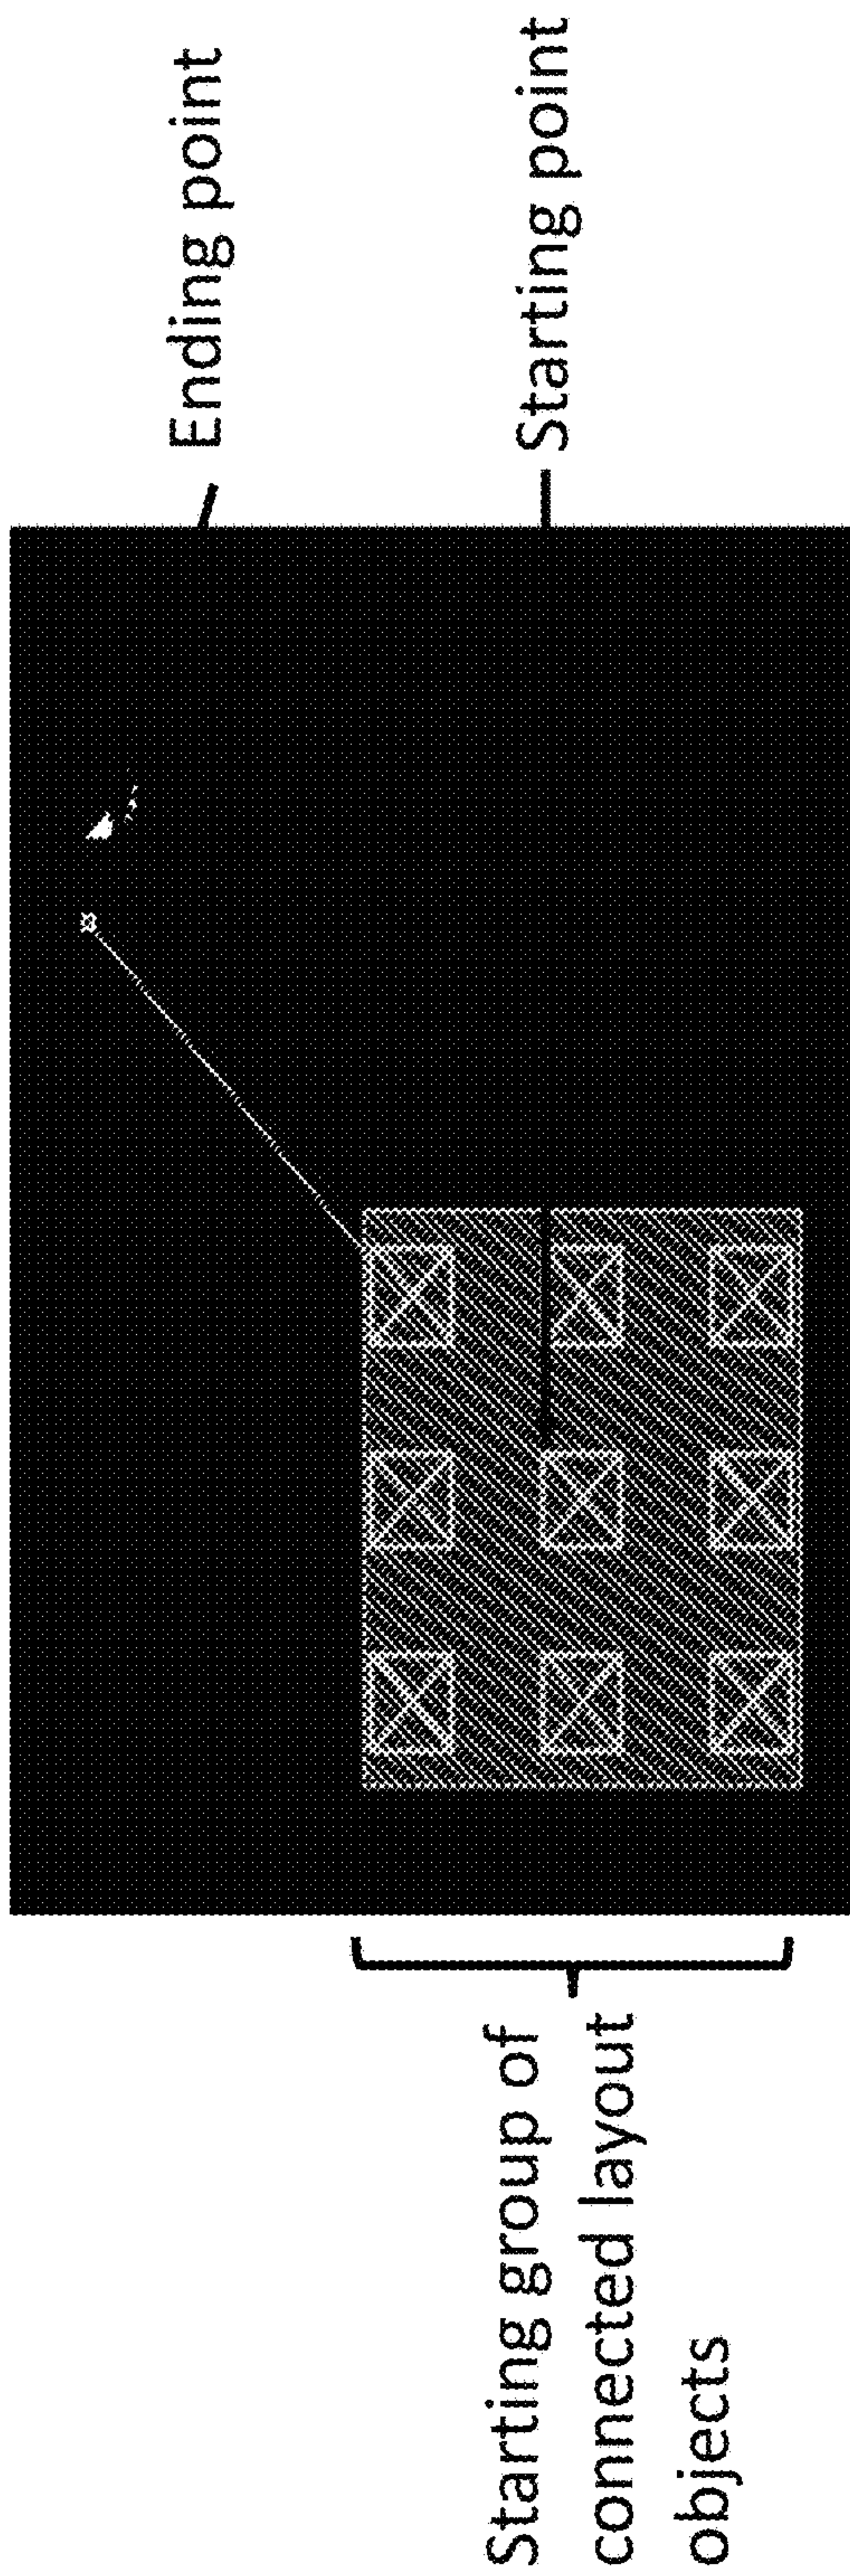 Starting group of
connected layout
objects
Ending point
Starting point